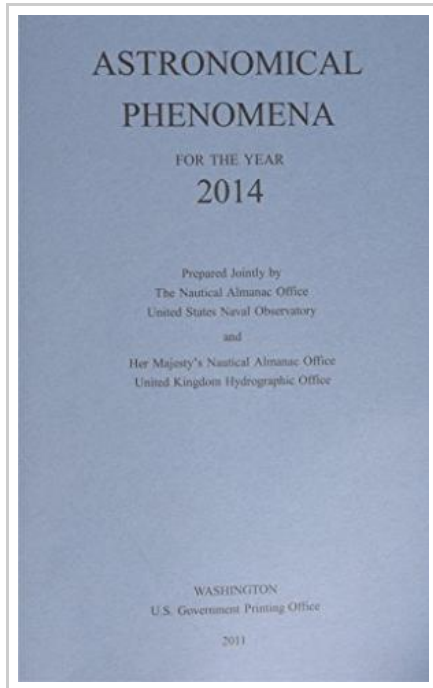 ASTRONOMICAL
PHENOMENA
FOR THE YEAR
2014
Prepared Jointly by
The Nautical Almanac Office
United States Naval Observatory
and
Her Majesty's Nautical Almanac Office
United Kingdom Hydrographic Office
WASHINGTON
U.S. Government Printing Office
2011